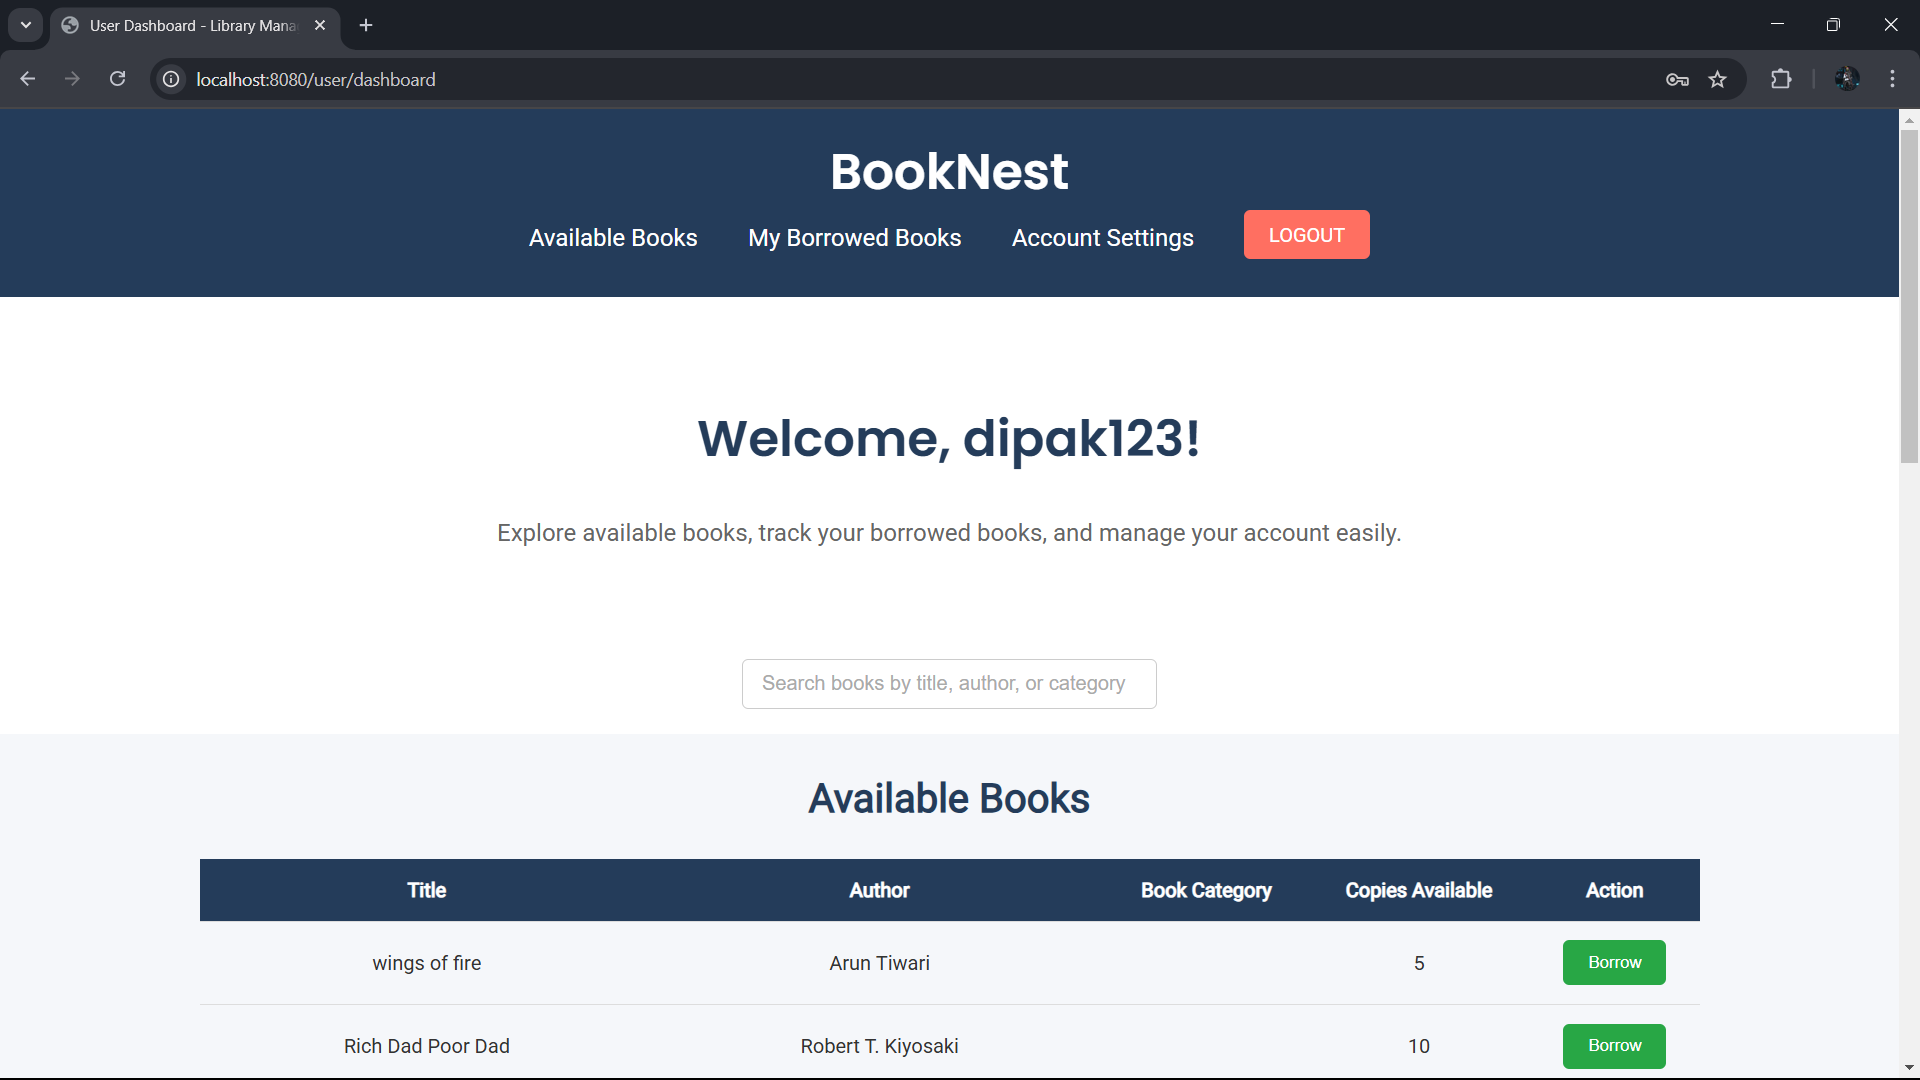 User Dashboard - Library Mana
localhost:8080/user/dashboard
BookNest
Available Books My Borrowed Books Account Settings LOGOUT
Welcome, dipak123!
Explore available books, track your borrowed books, and manage your account easily.
Search books by title, author, or category
Available Books
Title Author Book Category Copies Available Action
wings of fire Arun Tiwari 5 Borrow
Rich Dad Poor Dad Robert T. Kiyosaki 10 Borrow